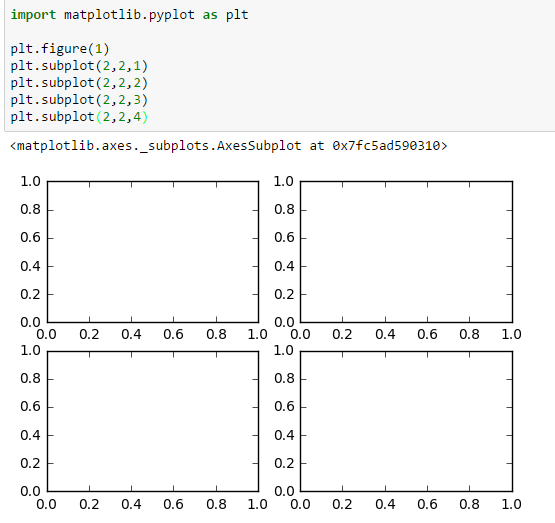 import matplotlib.pyplot as plt
plt.figure(1)
plt.subplot(2,2,1)
plt.subplot(2,2,2)
plt.subplot(2,2,3)
plt.subplot(2,2,4)
<matplotlib.axes._subplots.AxesSubplot at 0x7fc5ad590310>
1.0 1.0
0.8 0.8
0.6 0.6
0.4 0.4
0.2 0.2
0.0 0.0
0.0 0.2 0.4 0.6 0.8 1.0 0.0 0.2 0.4 0.6 0.8 1.0
1.0 1.0
0.8 0.8
0.6 0.6
0.4 0.4
0.2 0.2
0.0 0.0
0.0 0.2 0.4 0.6 0.8 1.0 0.0 0.2 0.4 0.6 0.8 1.0